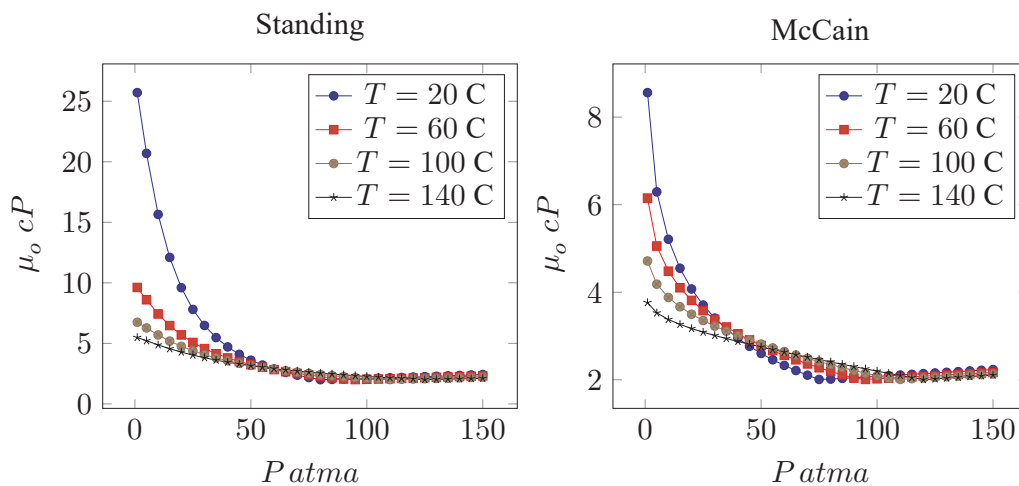 Standing
T = 20 C
T = 60 C
T = 100 C
T = 140 C
25
20
15
10
5
0
0 50 100 150
μₒ cP
P atma
McCain
T = 20 C
T = 60 C
T = 100 C
T = 140 C
8
6
4
2
0 50 100 150
μₒ cP
P atma